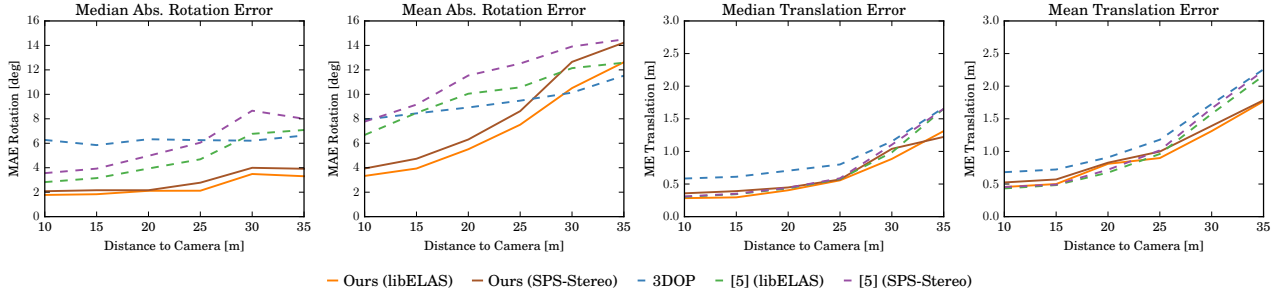 Median Abs. Rotation Error
MAE Rotation [deg]
16
14
12
10
8
6
4
2
0
10 15 20 25 30 35
Distance to Camera [m]
Mean Abs. Rotation Error
MAE Rotation [deg]
16
14
12
10
8
6
4
2
0
10 15 20 25 30 35
Distance to Camera [m]
Median Translation Error
ME Translation [m]
3.0
2.5
2.0
1.5
1.0
0.5
0.0
10 15 20 25 30 35
Distance to Camera [m]
Mean Translation Error
ME Translation [m]
3.0
2.5
2.0
1.5
1.0
0.5
0.0
10 15 20 25 30 35
Distance to Camera [m]
Ours (libELAS) Ours (SPS-Stereo) 3DOP [5] (libELAS) [5] (SPS-Stereo)